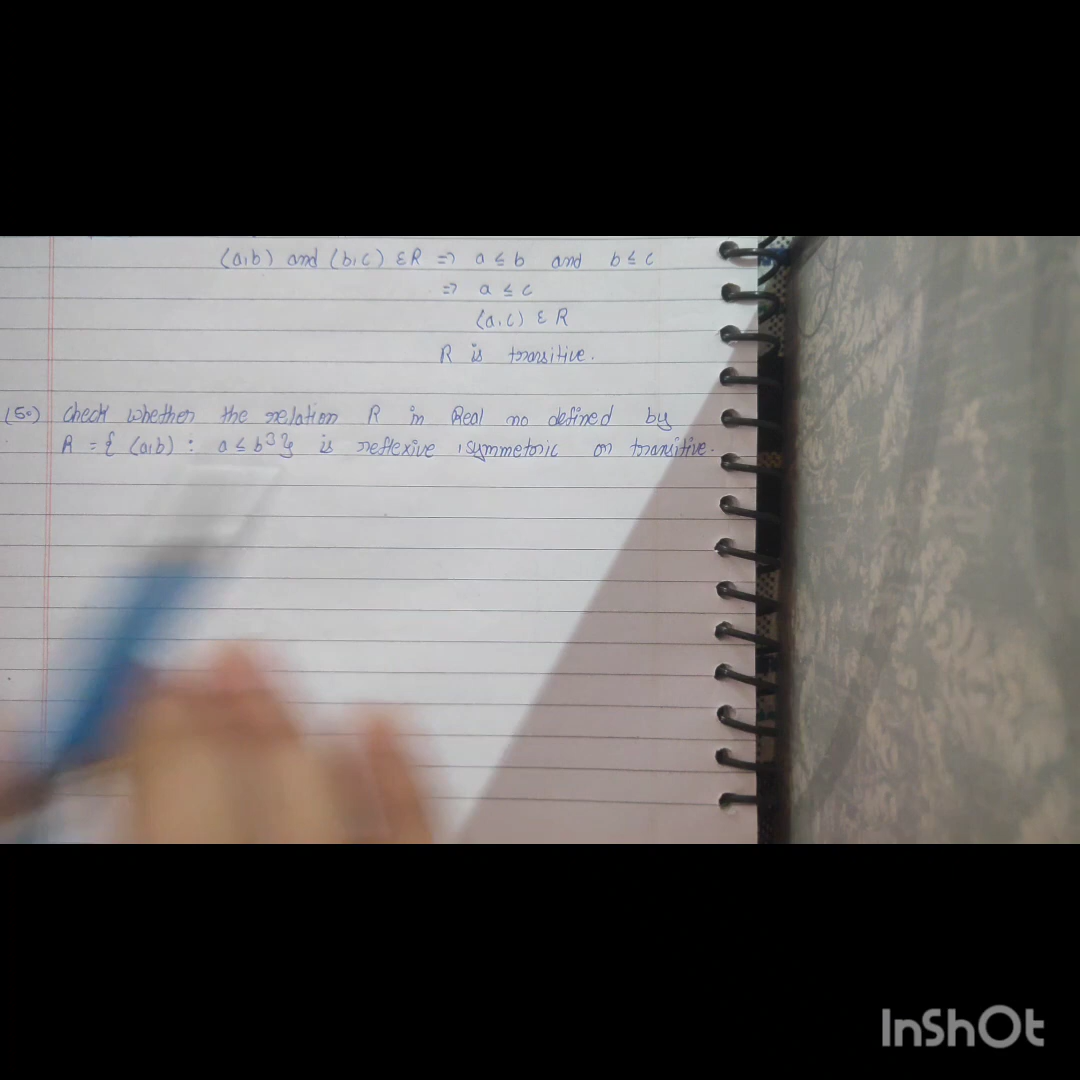 (a,b) and (b,c) ε R => a ≤ b and b ≤ c
=> a ≤ c
(a,c) ε R
R is transitive.
(50) Check whether the relation R in Real no defined by
R = { (a,b) : a ≤ b³ } is reflexive, symmetric or transitive.
InShOt